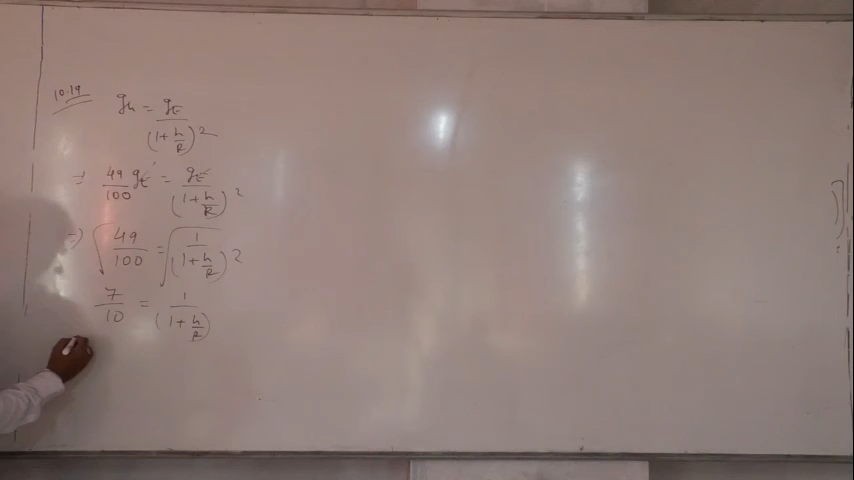 10.19
gh = gE / (1 + h/R)²
⇒ 49/100 gE = gE / (1 + h/R)²
⇒ √(49/100) = √(1 / (1 + h/R)²)
7/10 = 1 / (1 + h/R)